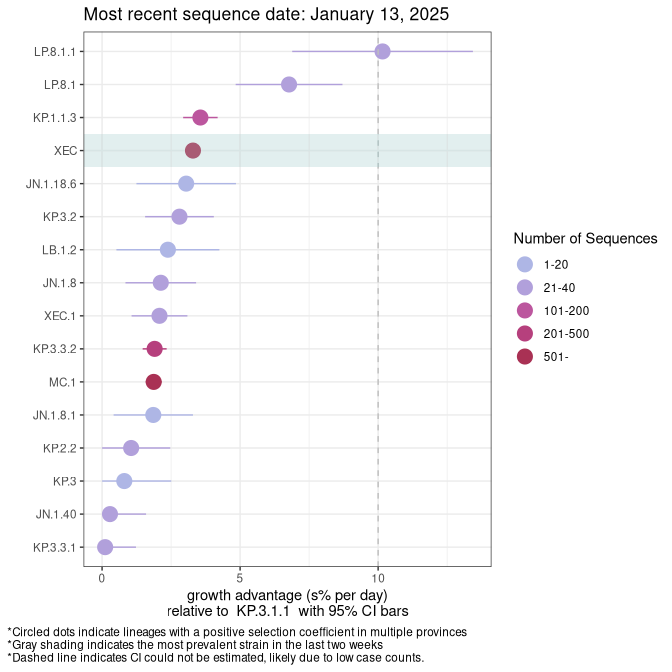 Most recent sequence date: January 13, 2025
LP.8.1.1
LP.8.1
KP.1.1.3
XEC
JN.1.18.6
KP.3.2
LB.1.2
JN.1.8
XEC.1
KP.3.3.2
MC.1
JN.1.8.1
KP.2.2
KP.3
JN.1.40
KP.3.3.1
0 5 10
growth advantage (s% per day)
relative to KP.3.1.1 with 95% CI bars
Number of Sequences
1-20
21-40
101-200
201-500
501-
*Circled dots indicate lineages with a positive selection coefficient in multiple provinces
*Gray shading indicates the most prevalent strain in the last two weeks
*Dashed line indicates CI could not be estimated, likely due to low case counts.